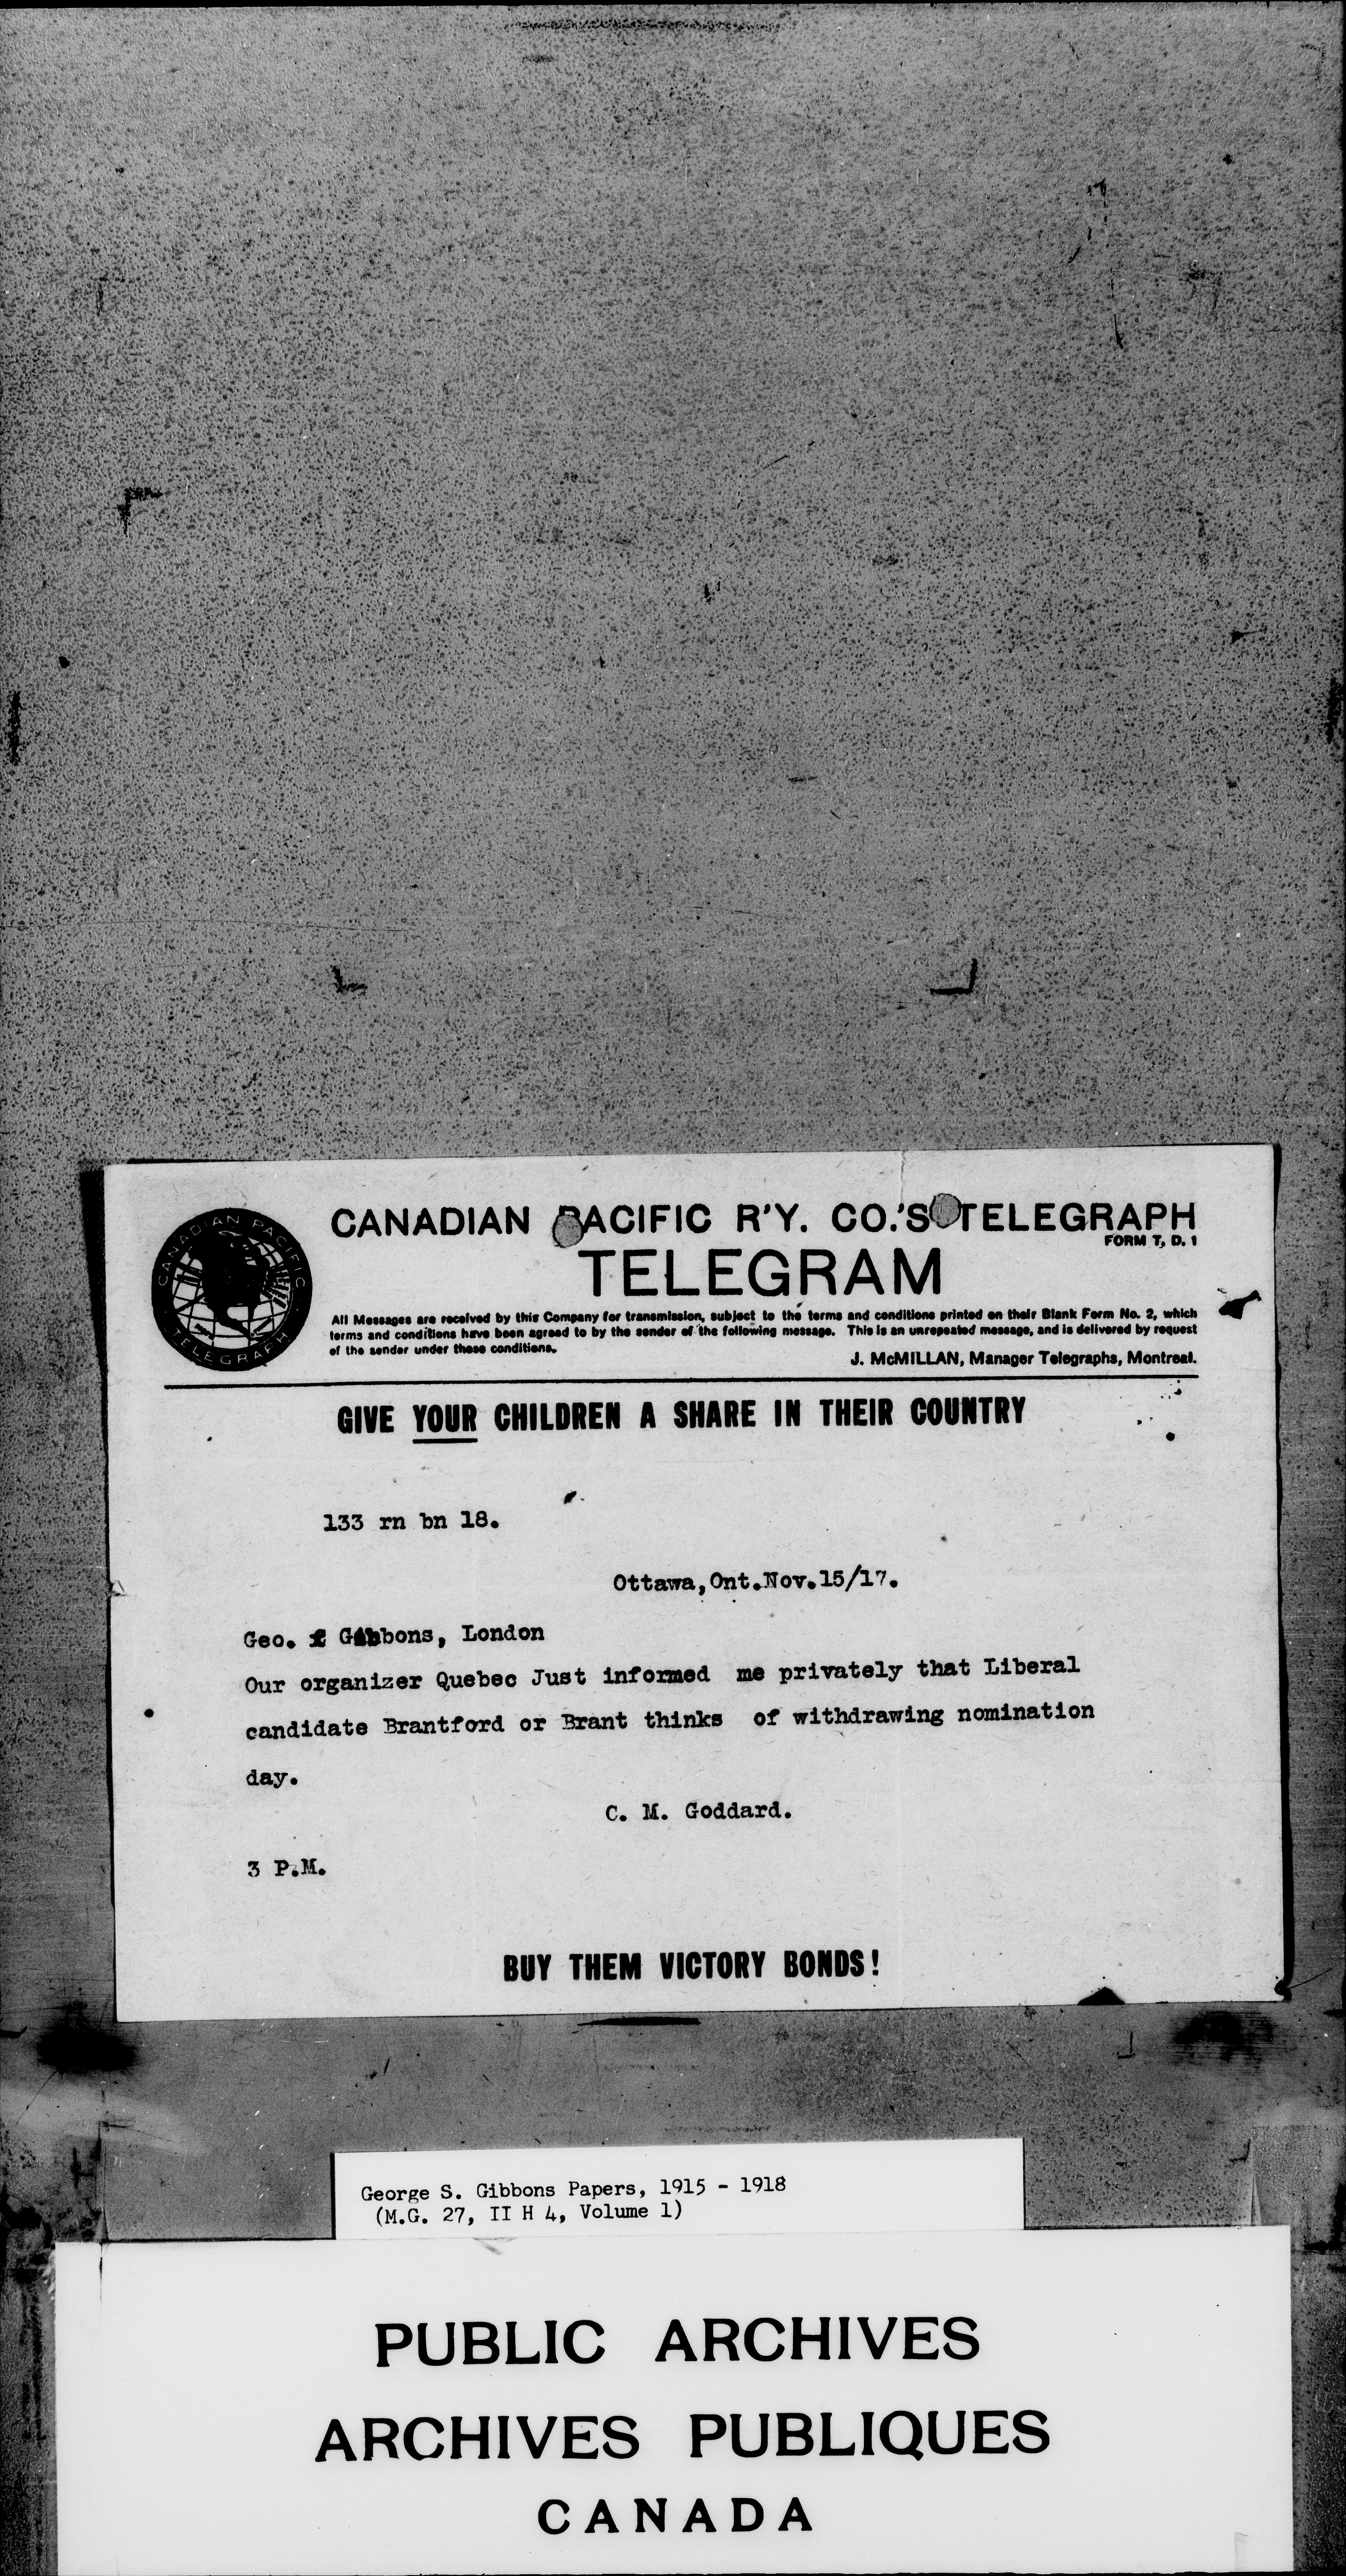 CANADIAN PACIFIC R'Y. CO.'S TELEGRAPH
FORM T, D. 1
TELEGRAM
CANADIAN PACIFIC
TELEGRAPH
All Messages are received by this Company for transmission, subject to the terms and conditions printed on their Blank Form No. 2, which
terms and conditions have been agreed to by the sender of the following message. This is an unrepeated message, and is delivered by request
of the sender under these conditions.
J. McMILLAN, Manager Telegraphs, Montreal.
GIVE YOUR CHILDREN A SHARE IN THEIR COUNTRY
133 rn bn 18.
Ottawa,Ont.Nov.15/17.
Geo. Gibbons, London
Our organizer Quebec Just informed me privately that Liberal
candidate Brantford or Brant thinks of withdrawing nomination
day.
C. M. Goddard.
3 P.M.
BUY THEM VICTORY BONDS!
George S. Gibbons Papers, 1915 - 1918
(M.G. 27, II H 4, Volume 1)
PUBLIC ARCHIVES
ARCHIVES PUBLIQUES
CANADA